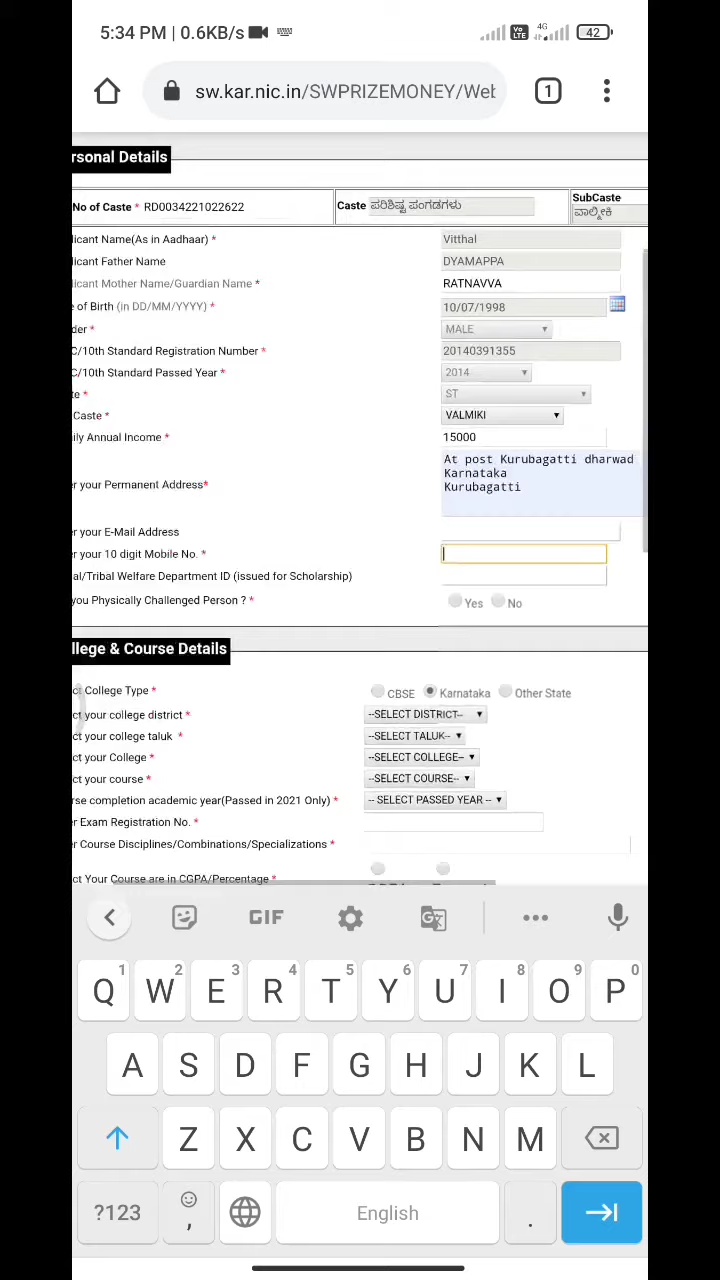 5:34 PM | 0.6KB/s VoLTE 4G 42
sw.kar.nic.in/SWPRIZEMONEY/Web 1
rsonal Details
No of Caste * RD0034221022622 Caste ಪರಿಶಿಷ್ಟ ಪಂಗಡಗಳು SubCaste
ವಾಲ್ಮೀಕಿ
licant Name(As in Aadhaar) * Vitthal
licant Father Name DYAMAPPA
licant Mother Name/Guardian Name * RATNAVVA
e of Birth (in DD/MM/YYYY) * 10/07/1998
der * MALE
C/10th Standard Registration Number * 20140391355
C/10th Standard Passed Year * 2014
te * ST
Caste * VALMIKI
ily Annual Income * 15000
At post Kurubagatti dharwad
Karnataka
r your Permanent Address* Kurubagatti
r your E-Mail Address
er your 10 digit Mobile No. *
al/Tribal Welfare Department ID (issued for Scholarship)
you Physically Challenged Person ? * Yes No
llege & Course Details
ct College Type * CBSE Karnataka Other State
ct your college district * --SELECT DISTRICT--
ct your college taluk * --SELECT TALUK--
ct your College * --SELECT COLLEGE--
ct your course * --SELECT COURSE--
rse completion academic year(Passed in 2021 Only) * -- SELECT PASSED YEAR --
er Exam Registration No. *
er Course Disciplines/Combinations/Specializations *
ct Your Course are in CGPA/Percentage *
GIF
Q 1 W 2 E 3 R 4 T 5 Y 6 U 7 I 8 O 9 P 0
A S D F G H J K L
Z X C V B N M
?123 , English .